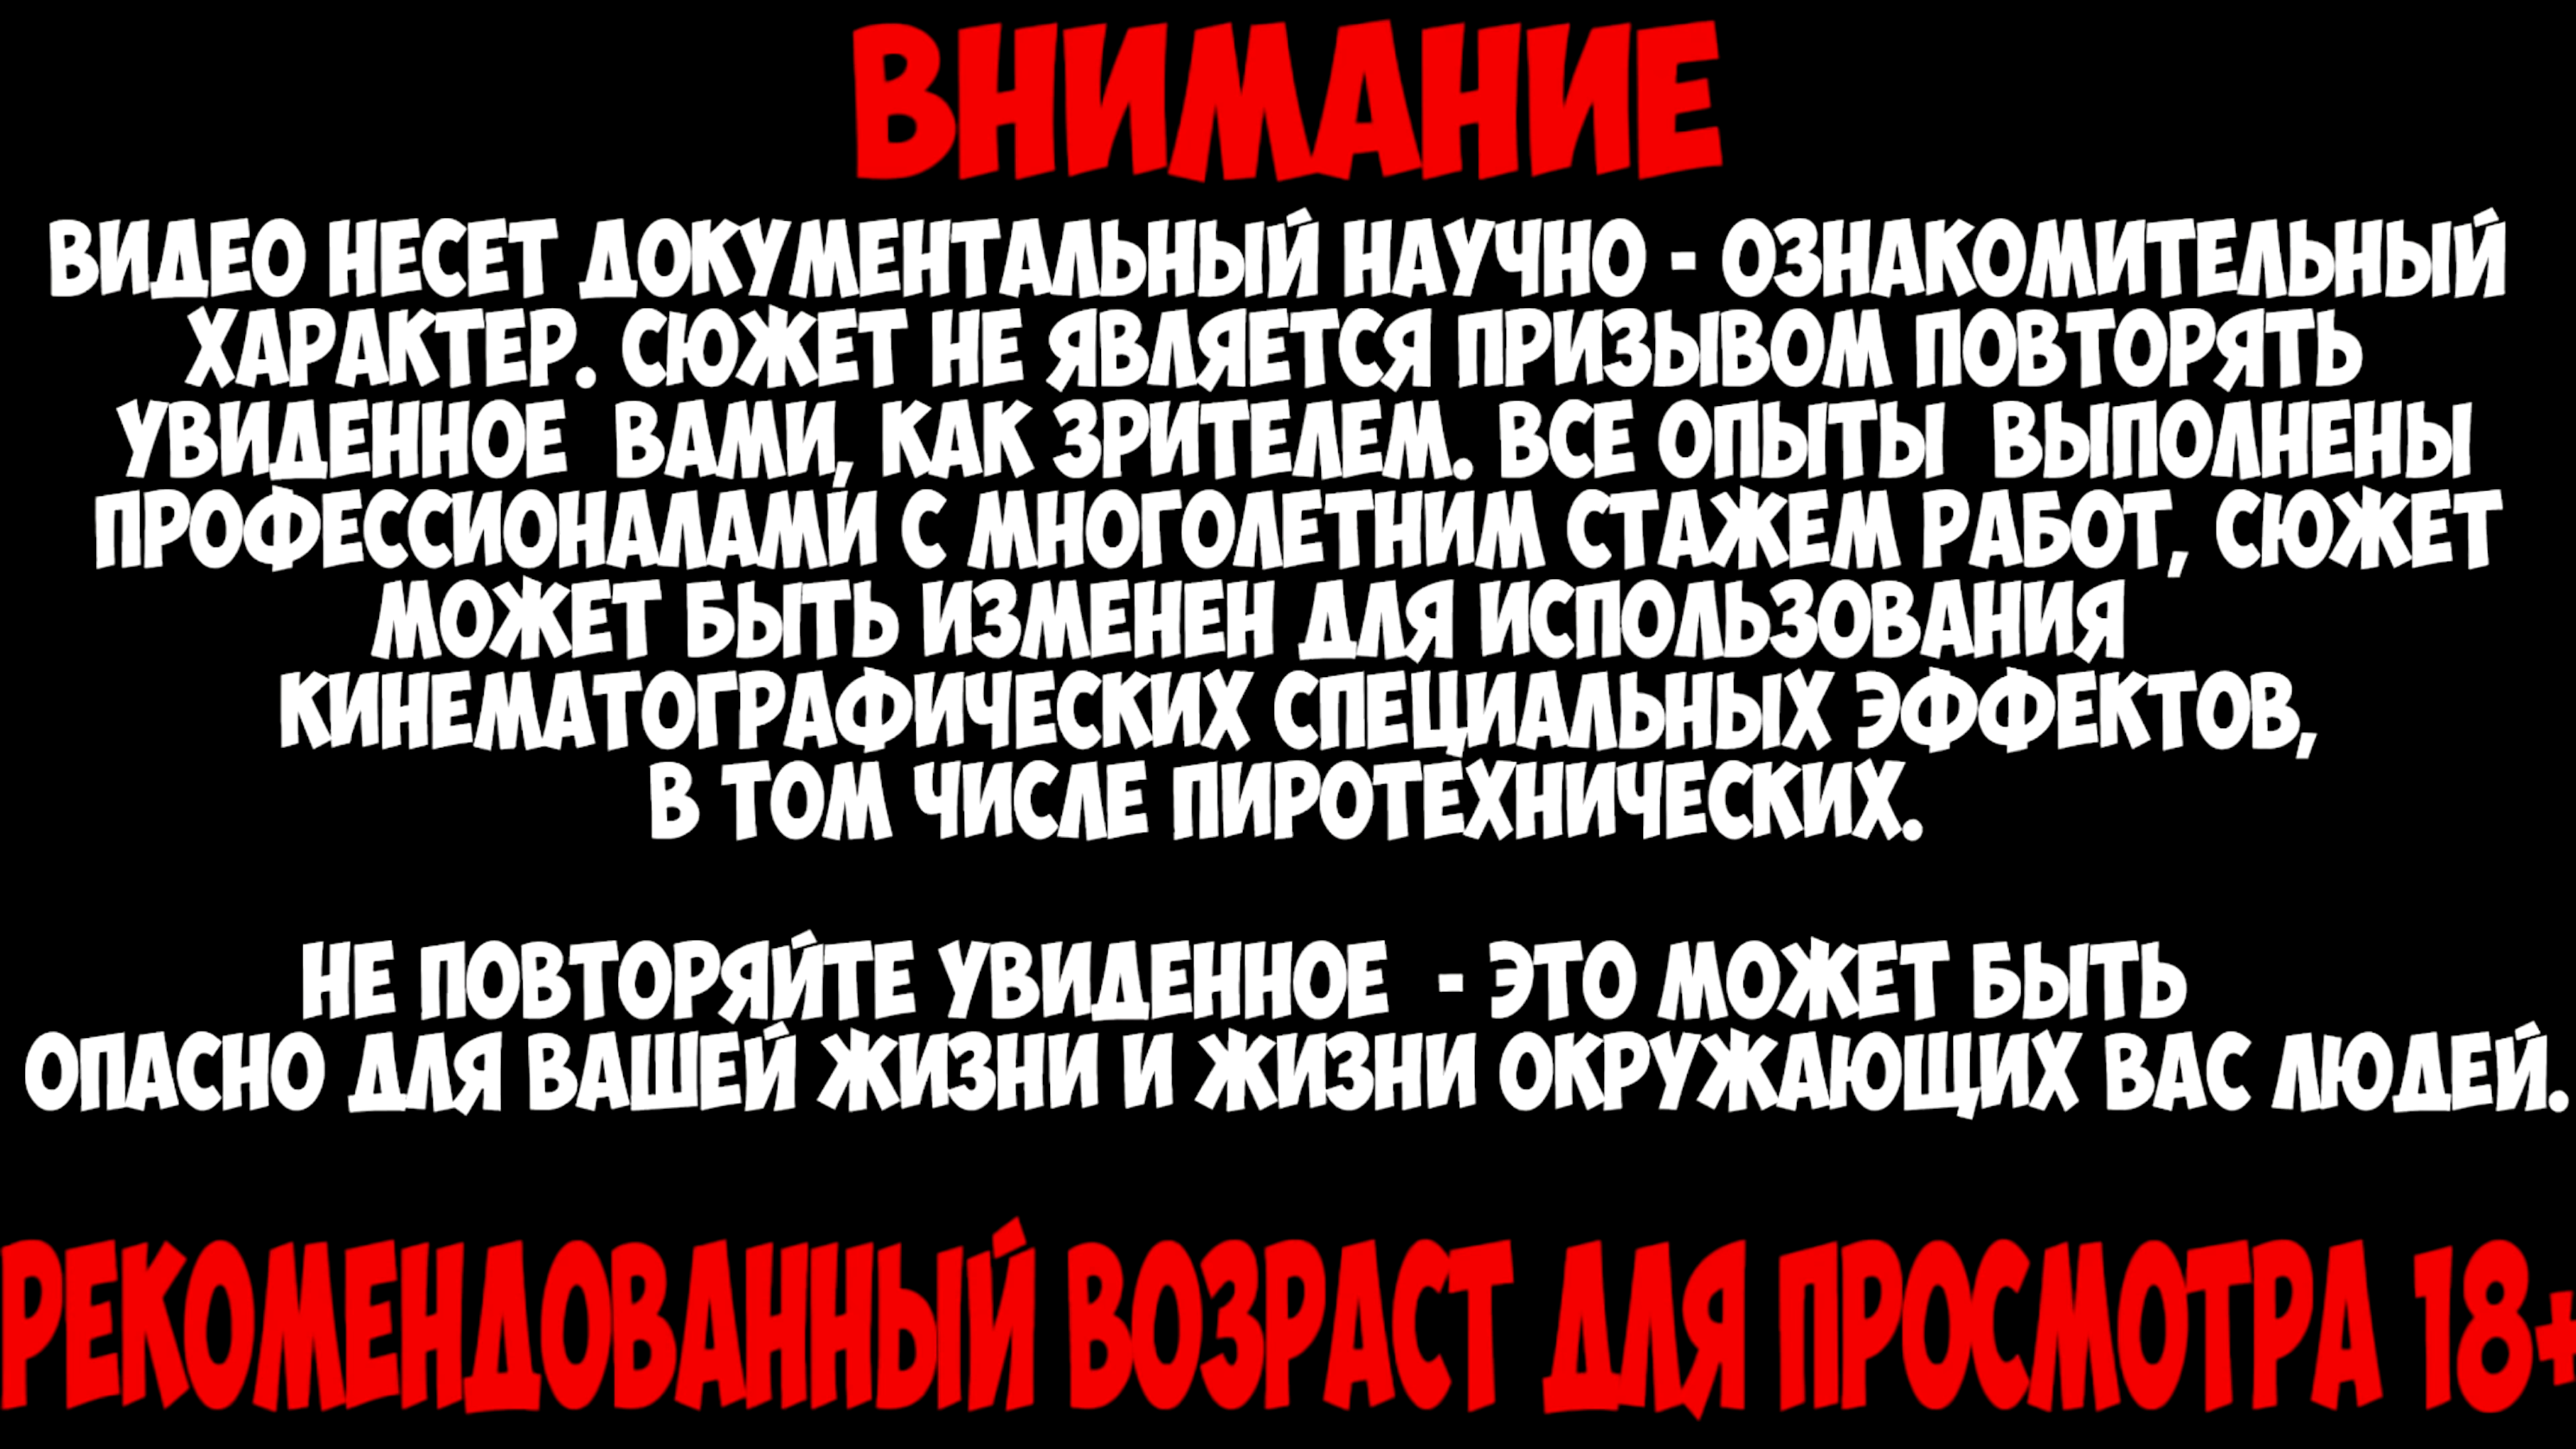 ВНИМАНИЕ
ВИДЕО НЕСЕТ ДОКУМЕНТАЛЬНЫЙ НАУЧНО - ОЗНАКОМИТЕЛЬНЫЙ
ХАРАКТЕР. СЮЖЕТ НЕ ЯВЛЯЕТСЯ ПРИЗЫВОМ ПОВТОРЯТЬ
УВИДЕННОЕ ВАМИ, КАК ЗРИТЕЛЕМ. ВСЕ ОПЫТЫ ВЫПОЛНЕНЫ
ПРОФЕССИОНАЛАМИ С МНОГОЛЕТНИМ СТАЖЕМ РАБОТ, СЮЖЕТ
МОЖЕТ БЫТЬ ИЗМЕНЕН ДЛЯ ИСПОЛЬЗОВАНИЯ
КИНЕМАТОГРАФИЧЕСКИХ СПЕЦИАЛЬНЫХ ЭФФЕКТОВ,
В ТОМ ЧИСЛЕ ПИРОТЕХНИЧЕСКИХ.
НЕ ПОВТОРЯЙТЕ УВИДЕННОЕ - ЭТО МОЖЕТ БЫТЬ
ОПАСНО ДЛЯ ВАШЕЙ ЖИЗНИ И ЖИЗНИ ОКРУЖАЮЩИХ ВАС ЛЮДЕЙ.
РЕКОМЕНДОВАННЫЙ ВОЗРАСТ ДЛЯ ПРОСМОТРА 18+